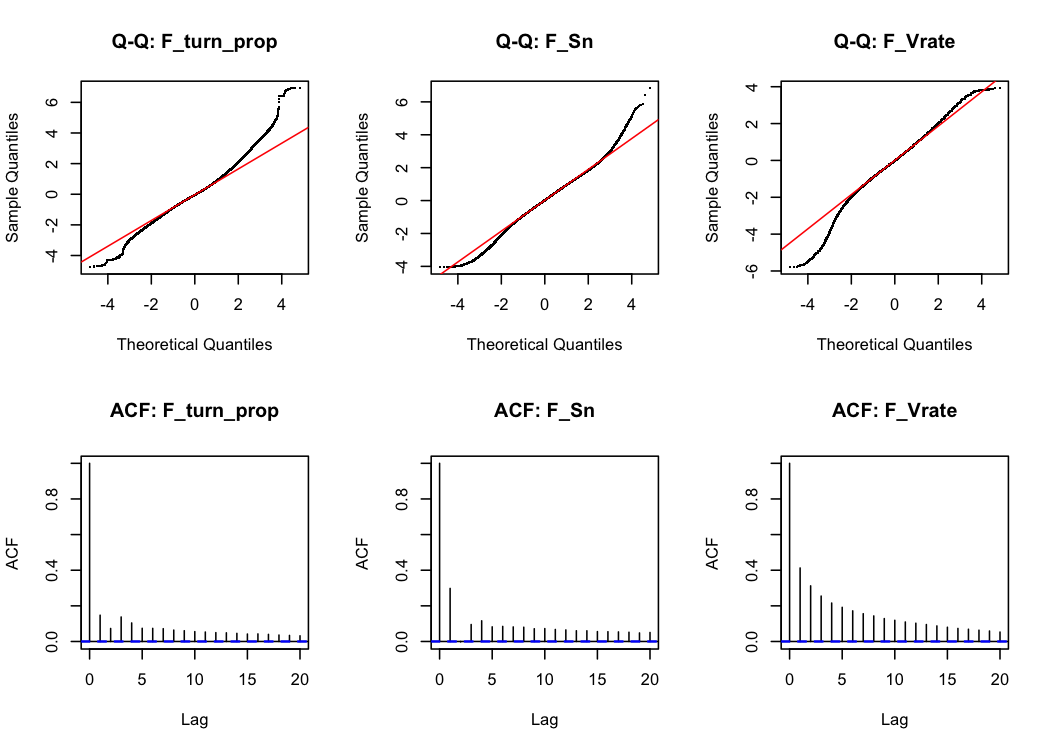 Q-Q: F_turn_prop
Q-Q: F_Sn
Q-Q: F_Vrate
Sample Quantiles
6
4
2
0
-2
-4
-4 -2 0 2 4
Theoretical Quantiles
Sample Quantiles
6
4
2
0
-2
-4
-4 -2 0 2 4
Theoretical Quantiles
Sample Quantiles
4
2
0
-2
-4
-6
-4 -2 0 2 4
Theoretical Quantiles
ACF: F_turn_prop
ACF: F_Sn
ACF: F_Vrate
ACF
0.8
0.4
0.0
0 5 10 15 20
Lag
ACF
0.8
0.4
0.0
0 5 10 15 20
Lag
ACF
0.8
0.4
0.0
0 5 10 15 20
Lag